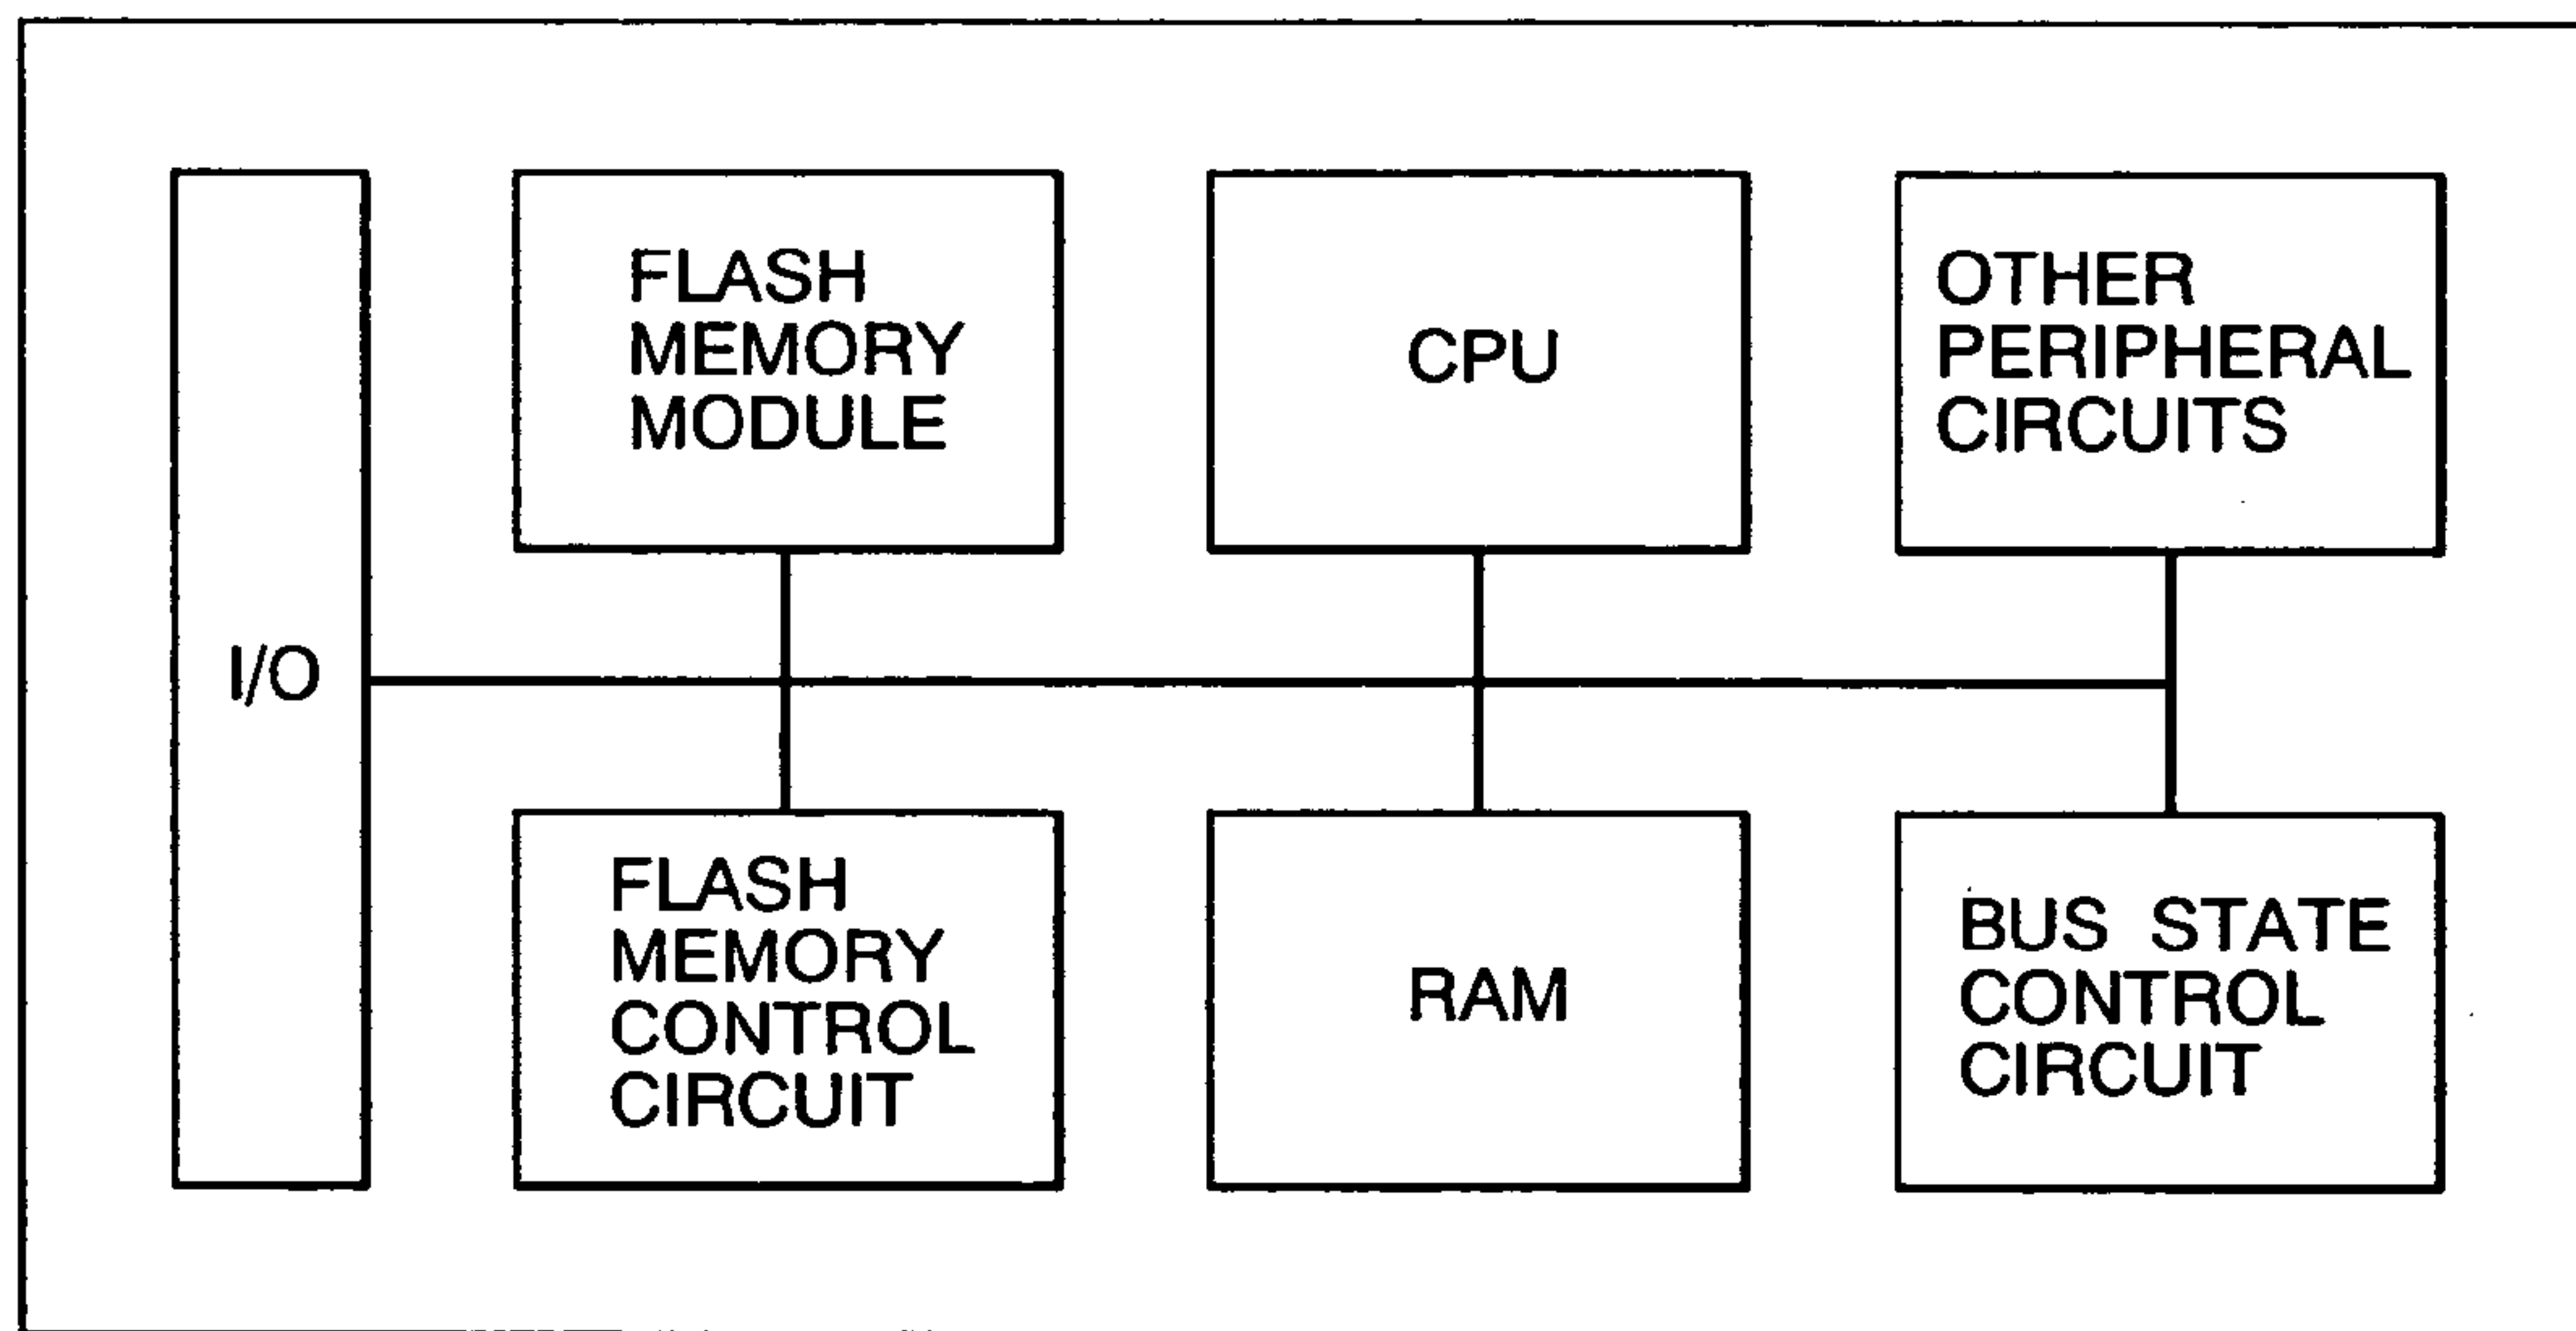 FLASH
MEMORY
MODULE
CPU
OTHER
PERIPHERAL
CIRCUITS
I/O
FLASH
MEMORY
CONTROL
CIRCUIT
RAM
BUS STATE
CONTROL
CIRCUIT